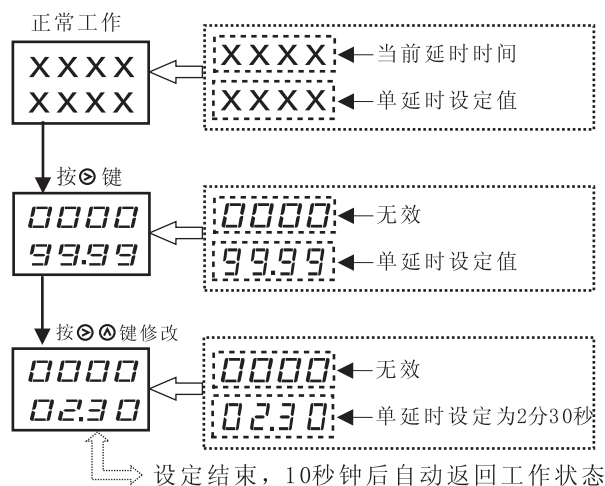 正常工作
XXXX
XXXX
XXXX 当前延时时间
XXXX 单延时设定值
按键
0000
99.99
0000 无效
99.99 单延时设定值
按键修改
0000
02.30
0000 无效
02.30 单延时设定为2分30秒
设定结束，10秒钟后自动返回工作状态